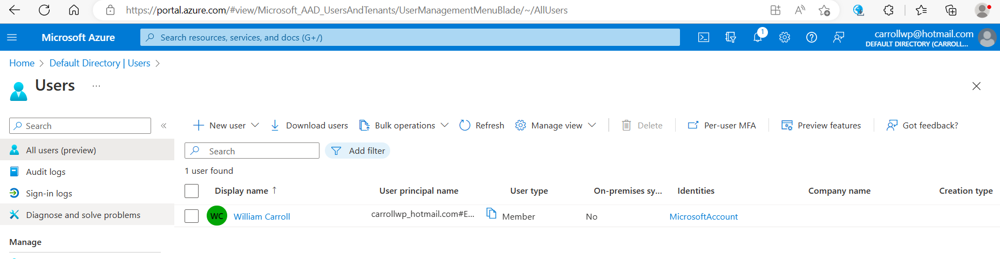 https://portal.azure.com/#view/Microsoft_AAD_UsersAndTenants/UserManagementMenuBlade/~/AllUsers
Microsoft Azure
Search resources, services, and docs (G+/)
1
carrollwp@hotmail.com
DEFAULT DIRECTORY (CARROLL...
Home > Default Directory | Users >
Users ...
Search «
New user Download users Bulk operations Refresh Manage view Delete Per-user MFA Preview features Got feedback?
All users (preview)
Search Add filter
Audit logs
1 user found
Sign-in logs
Display name ↑ User principal name User type On-premises sy... Identities Company name Creation type
Diagnose and solve problems
WC William Carroll carrollwp_hotmail.com#E... Member No MicrosoftAccount
Manage